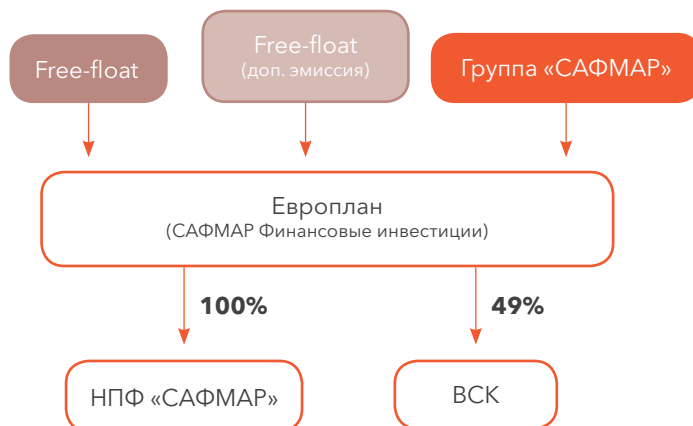 Free-float
Free-float
(доп. эмиссия)
Группа «САФМАР»
Европлан
(САФМАР Финансовые инвестиции)
100%
49%
НПФ «САФМАР»
ВСК